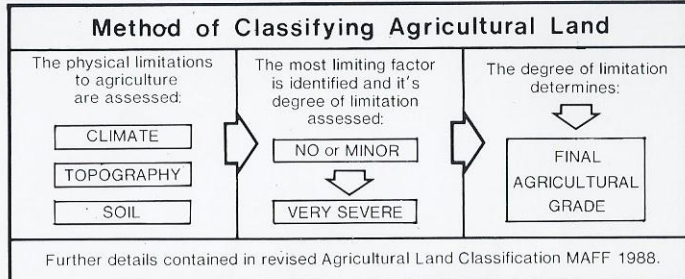 Method of Classifying Agricultural Land
The physical limitations
to agriculture
are assessed:
CLIMATE
TOPOGRAPHY
SOIL
The most limiting factor
is identified and it's
degree of limitation
assessed:
NO or MINOR
VERY SEVERE
The degree of limitation
determines:
FINAL
AGRICULTURAL
GRADE
Further details contained in revised Agricultural Land Classification MAFF 1988.